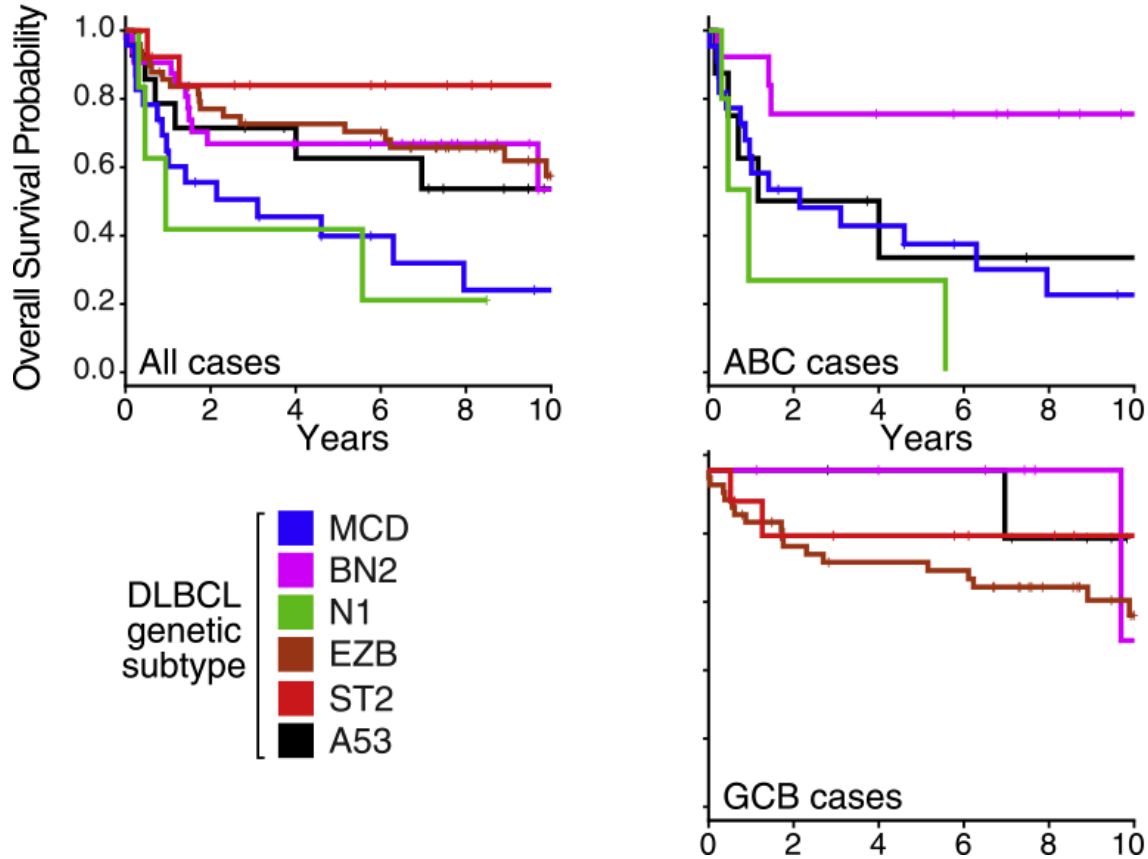 Overall Survival Probability
1.0
0.8
0.6
0.4
0.2
0.0
All cases
0 2 4 6 8 10
Years
ABC cases
0 2 4 6 8 10
Years
DLBCL
genetic
subtype
MCD
BN2
N1
EZB
ST2
A53
GCB cases
0 2 4 6 8 10